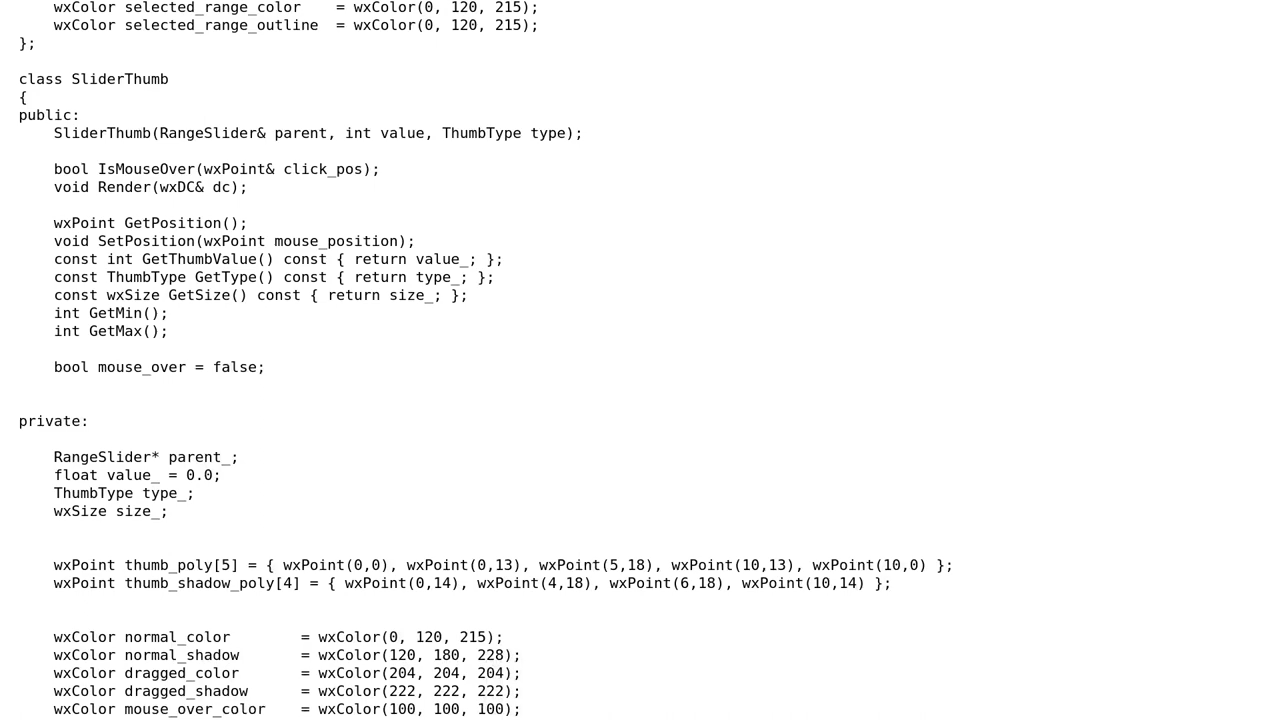 wxColor selected_range_color    = wxColor(0, 120, 215);
    wxColor selected_range_outline  = wxColor(0, 120, 215);
};
class SliderThumb
{
public:
    SliderThumb(RangeSlider& parent, int value, ThumbType type);
    bool IsMouseOver(wxPoint& click_pos);
    void Render(wxDC& dc);
    wxPoint GetPosition();
    void SetPosition(wxPoint mouse_position);
    const int GetThumbValue() const { return value_; };
    const ThumbType GetType() const { return type_; };
    const wxSize GetSize() const { return size_; };
    int GetMin();
    int GetMax();
    bool mouse_over = false;
private:
    RangeSlider* parent_;
    float value_ = 0.0;
    ThumbType type_;
    wxSize size_;
    wxPoint thumb_poly[5] = { wxPoint(0,0), wxPoint(0,13), wxPoint(5,18), wxPoint(10,13), wxPoint(10,0) };
    wxPoint thumb_shadow_poly[4] = { wxPoint(0,14), wxPoint(4,18), wxPoint(6,18), wxPoint(10,14) };
    wxColor normal_color        = wxColor(0, 120, 215);
    wxColor normal_shadow       = wxColor(120, 180, 228);
    wxColor dragged_color       = wxColor(204, 204, 204);
    wxColor dragged_shadow      = wxColor(222, 222, 222);
    wxColor mouse_over_color    = wxColor(100, 100, 100);